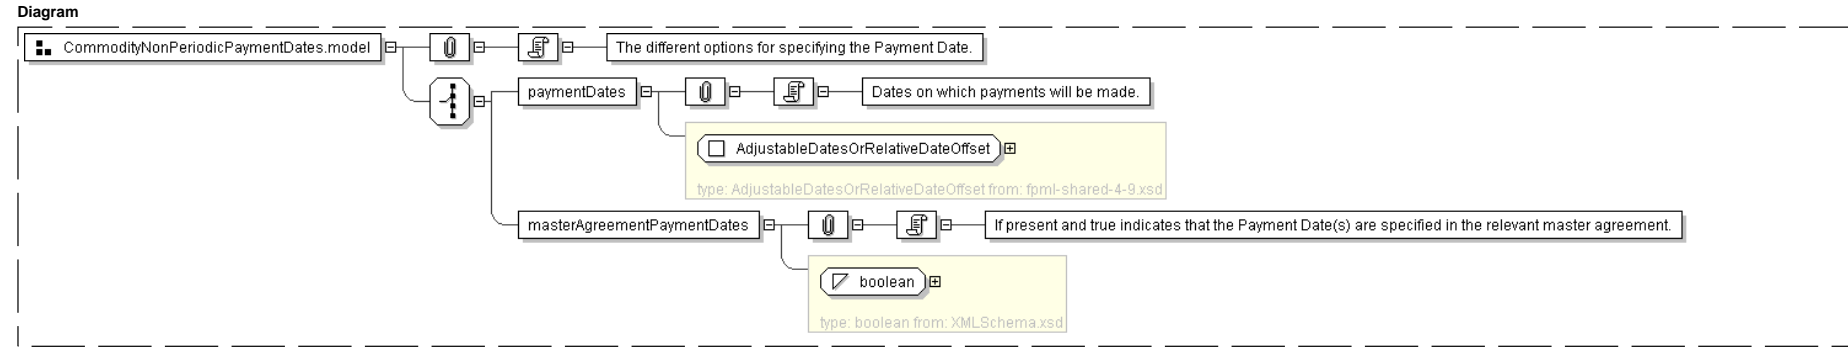 Diagram
CommodityNonPeriodicPaymentDates.model
The different options for specifying the Payment Date.
paymentDates
Dates on which payments will be made.
AdjustableDatesOrRelativeDateOffset
type: AdjustableDatesOrRelativeDateOffset from: fpml-shared-4-9.xsd
masterAgreementPaymentDates
If present and true indicates that the Payment Date(s) are specified in the relevant master agreement.
boolean
type: boolean from: XMLSchema.xsd